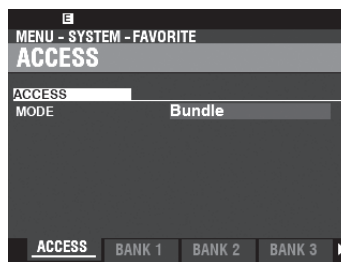 E
MENU - SYSTEM - FAVORITE
ACCESS
ACCESS
MODE Bundle
ACCESS BANK 1 BANK 2 BANK 3